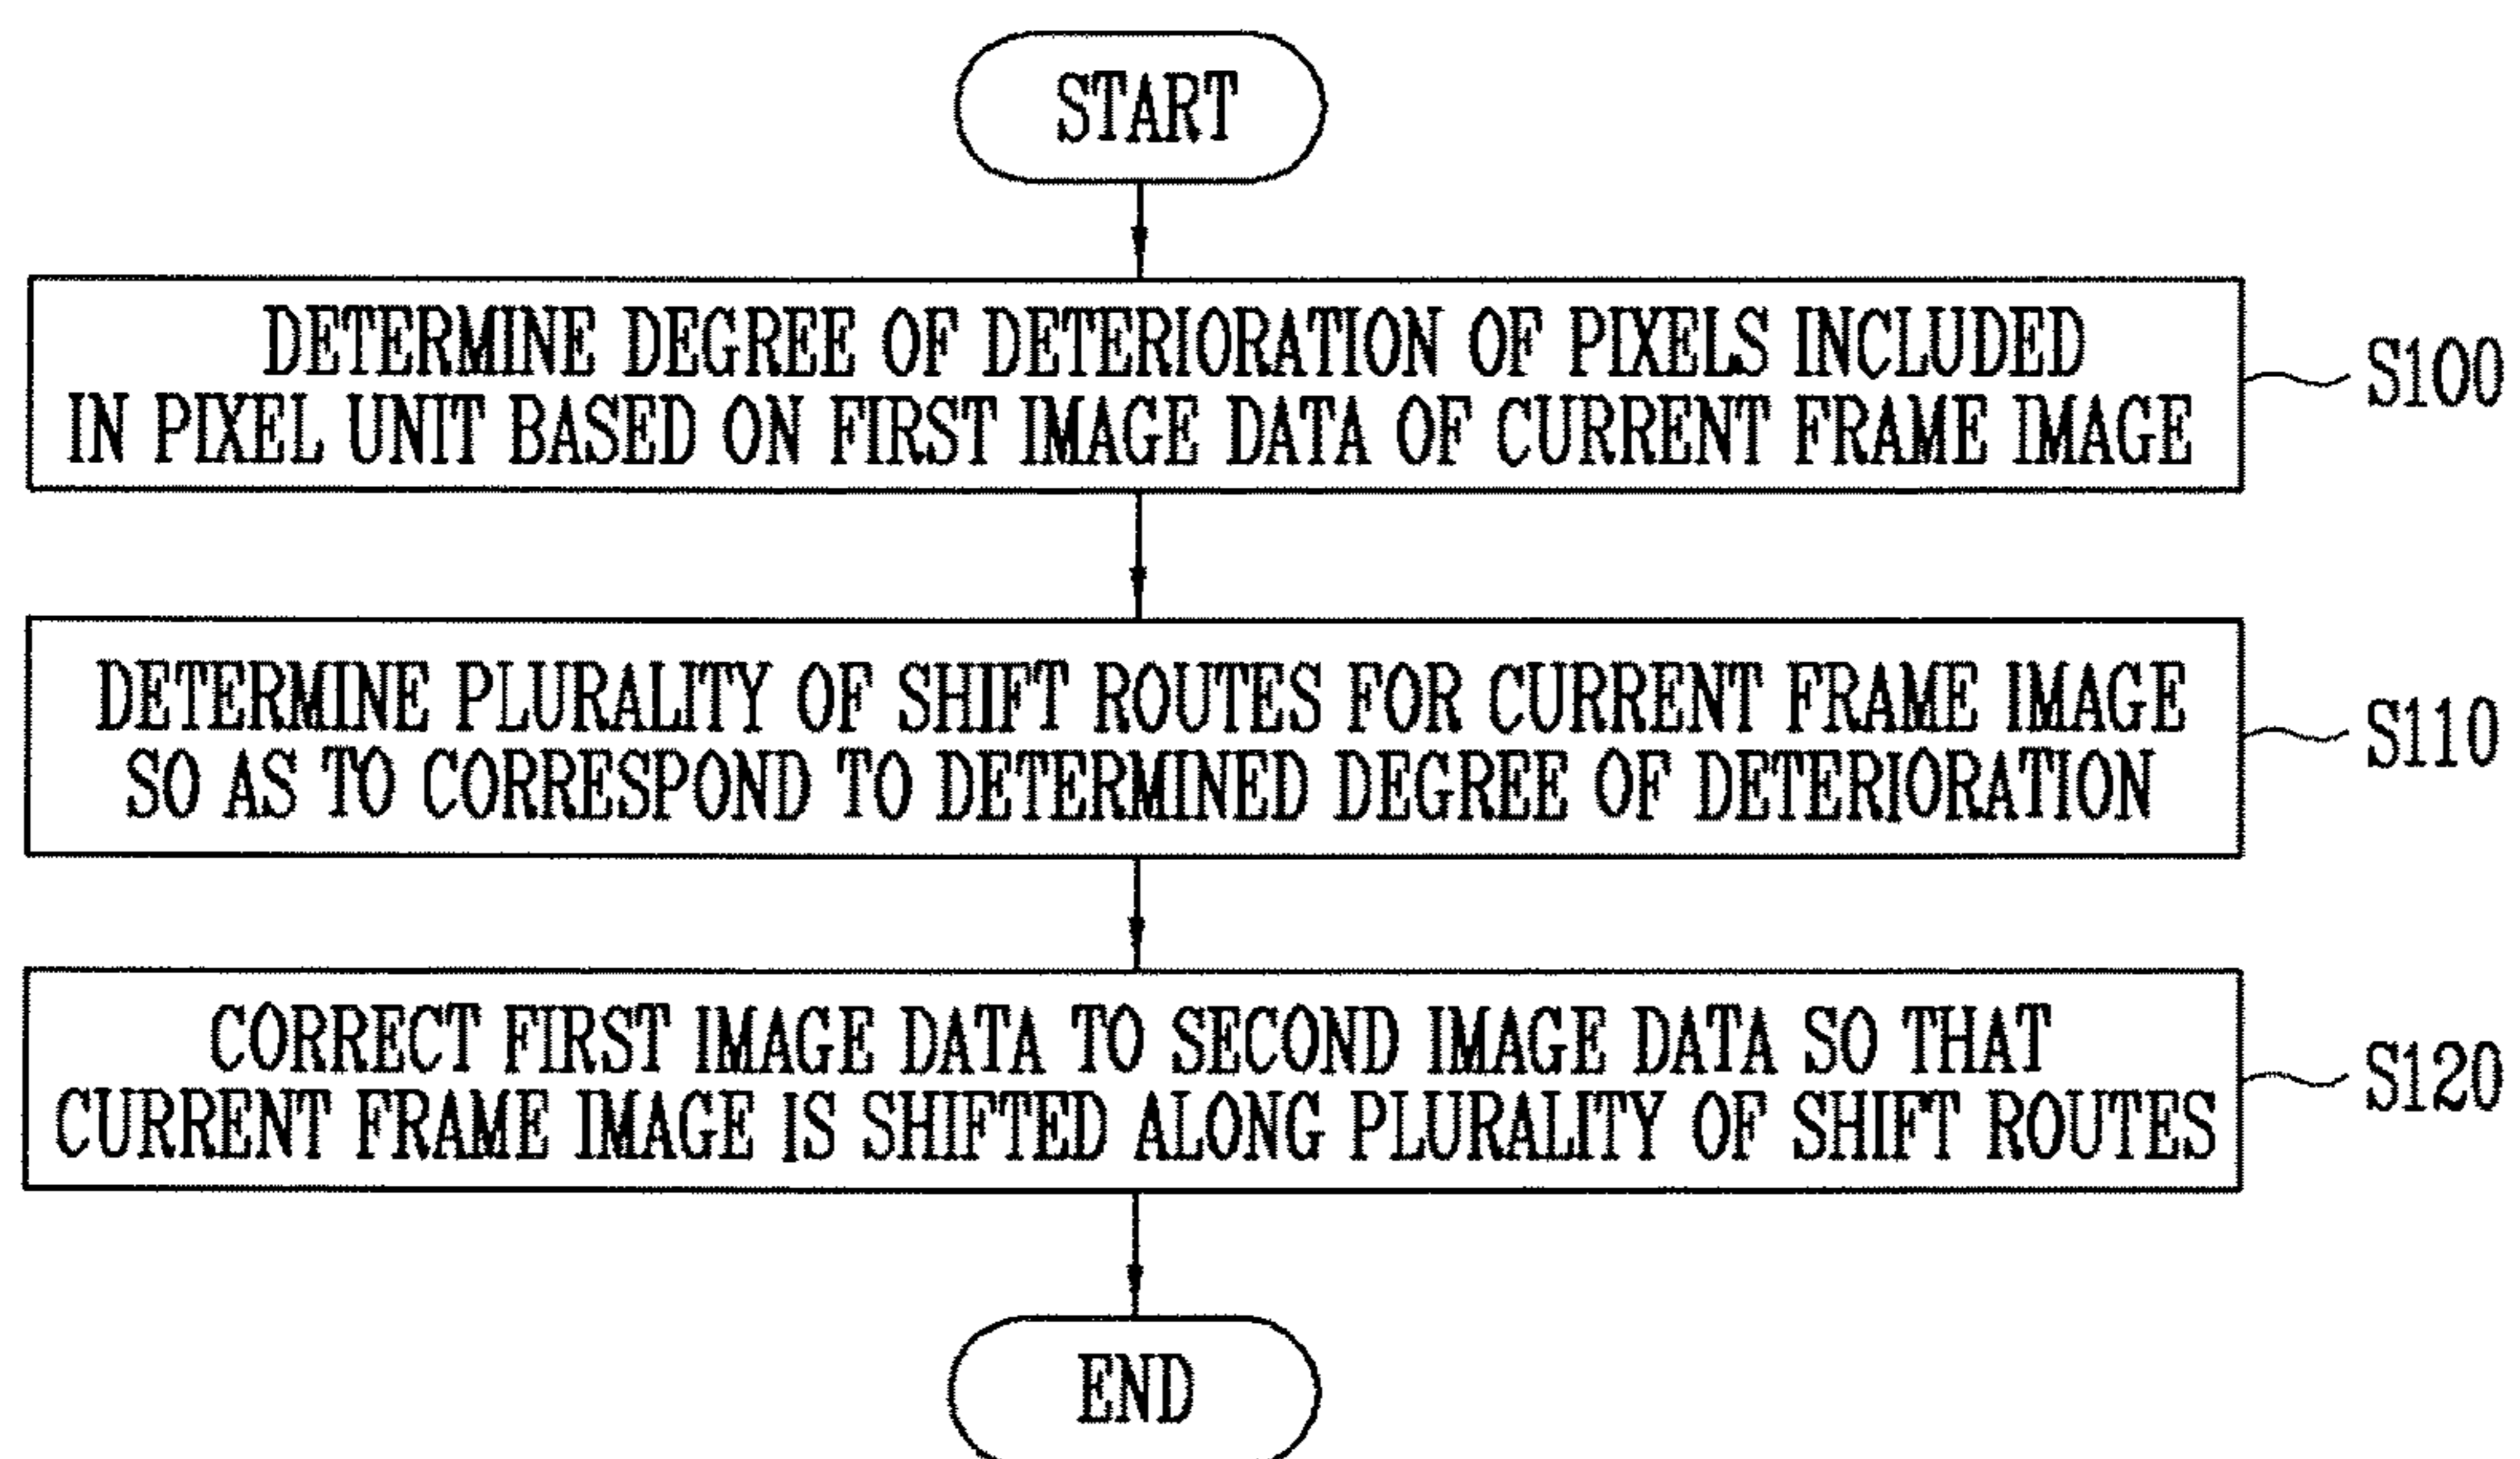 START
DETERMINE DEGREE OF DETERIORATION OF PIXELS INCLUDED
IN PIXEL UNIT BASED ON FIRST IMAGE DATA OF CURRENT FRAME IMAGE
S100
DETERMINE PLURALITY OF SHIFT ROUTES FOR CURRENT FRAME IMAGE
SO AS TO CORRESPOND TO DETERMINED DEGREE OF DETERIORATION
S110
CORRECT FIRST IMAGE DATA TO SECOND IMAGE DATA SO THAT
CURRENT FRAME IMAGE IS SHIFTED ALONG PLURALITY OF SHIFT ROUTES
S120
END